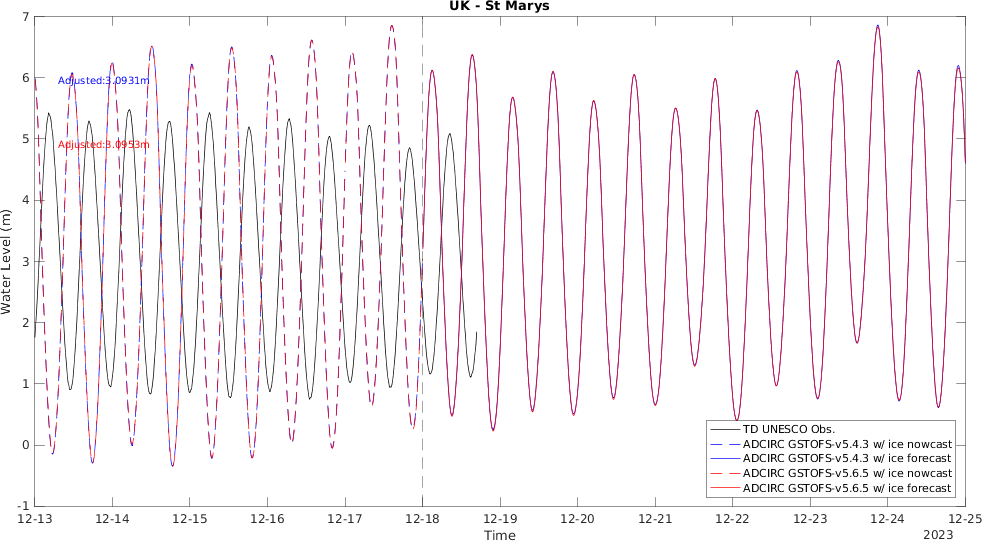 UK - St Marys
7
6
5
4
3
2
1
0
-1
Water Level (m)
Adjusted:3.0931m
Adjusted:3.0953m
TD UNESCO Obs.
ADCIRC GSTOFS-v5.4.3 w/ ice nowcast
ADCIRC GSTOFS-v5.4.3 w/ ice forecast
ADCIRC GSTOFS-v5.6.5 w/ ice nowcast
ADCIRC GSTOFS-v5.6.5 w/ ice forecast
12-13 12-14 12-15 12-16 12-17 12-18 12-19 12-20 12-21 12-22 12-23 12-24 12-25
Time
2023